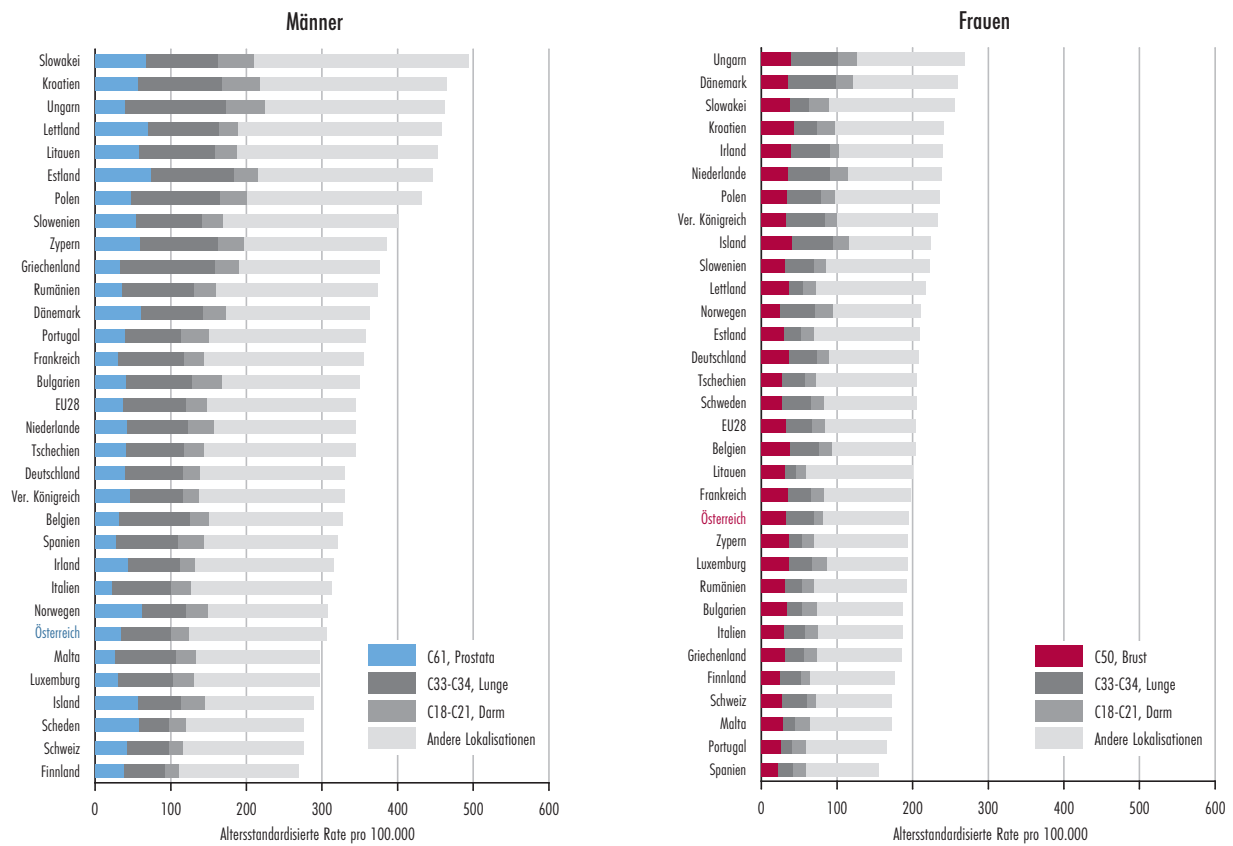 Männer
Slowakei
Kroatien
Ungarn
Lettland
Litauen
Estland
Polen
Slowenien
Zypern
Griechenland
Rumänien
Dänemark
Portugal
Frankreich
Bulgarien
EU28
Niederlande
Tschechien
Deutschland
Ver. Königreich
Belgien
Spanien
Irland
Italien
Norwegen
Österreich
Malta
Luxemburg
Island
Scheden
Schweiz
Finnland
C61, Prostata
C33-C34, Lunge
C18-C21, Darm
Andere Lokalisationen
0 100 200 300 400 500 600
Altersstandardisierte Rate pro 100.000
Frauen
Ungarn
Dänemark
Slowakei
Kroatien
Irland
Niederlande
Polen
Ver. Königreich
Island
Slowenien
Lettland
Norwegen
Estland
Deutschland
Tschechien
Schweden
EU28
Belgien
Litauen
Frankreich
Österreich
Zypern
Luxemburg
Rumänien
Bulgarien
Italien
Griechenland
Finnland
Schweiz
Malta
Portugal
Spanien
C50, Brust
C33-C34, Lunge
C18-C21, Darm
Andere Lokalisationen
0 100 200 300 400 500 600
Altersstandardisierte Rate pro 100.000